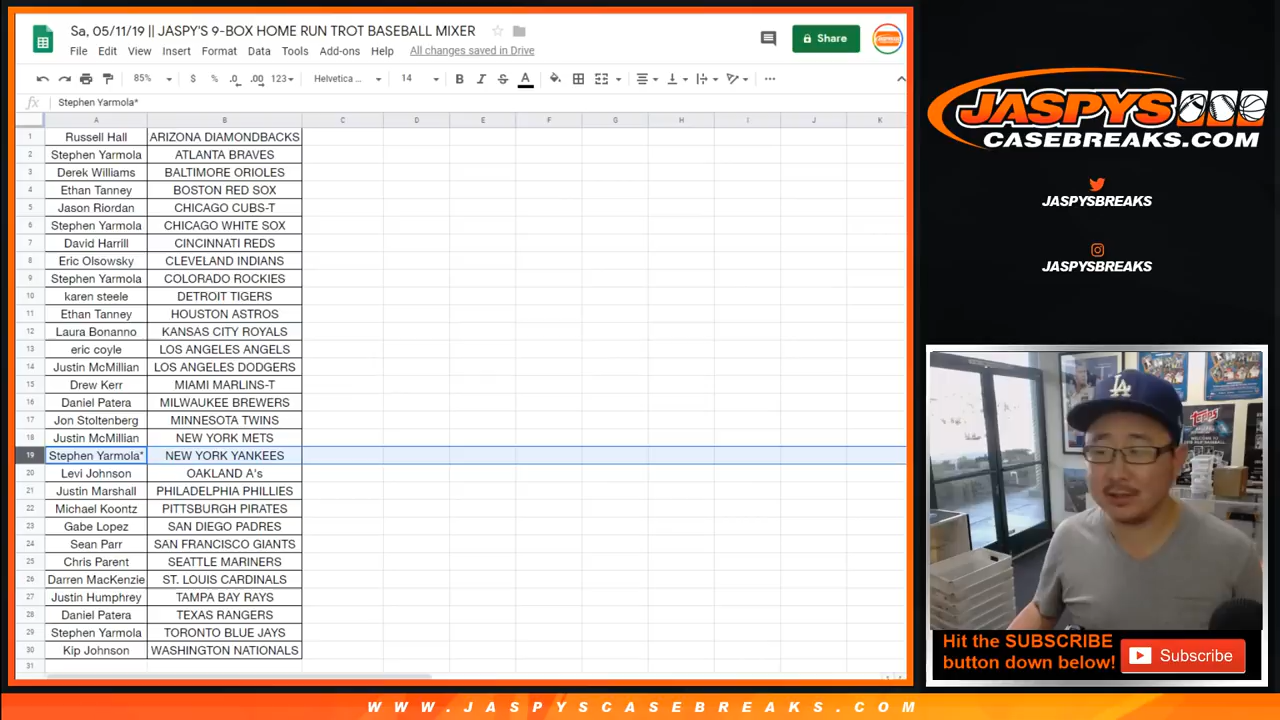 Sa, 05/11/19 || JASPY'S 9-BOX HOME RUN TROT BASEBALL MIXER
File Edit View Insert Format Data Tools Add-ons Help All changes saved in Drive
Share
85% $ % .0 .00 123 Helvetica ... 14 B I S A
fx Stephen Yarmola*
A B C D E F G H I J K
1 Russell Hall ARIZONA DIAMONDBACKS
2 Stephen Yarmola ATLANTA BRAVES
3 Derek Williams BALTIMORE ORIOLES
4 Ethan Tanney BOSTON RED SOX
5 Jason Riordan CHICAGO CUBS-T
6 Stephen Yarmola CHICAGO WHITE SOX
7 David Harrill CINCINNATI REDS
8 Eric Olsowsky CLEVELAND INDIANS
9 Stephen Yarmola COLORADO ROCKIES
10 karen steele DETROIT TIGERS
11 Ethan Tanney HOUSTON ASTROS
12 Laura Bonanno KANSAS CITY ROYALS
13 eric coyle LOS ANGELES ANGELS
14 Justin McMillian LOS ANGELES DODGERS
15 Drew Kerr MIAMI MARLINS-T
16 Daniel Patera MILWAUKEE BREWERS
17 Jon Stoltenberg MINNESOTA TWINS
18 Justin McMillian NEW YORK METS
19 Stephen Yarmola* NEW YORK YANKEES
20 Levi Johnson OAKLAND A's
21 Justin Marshall PHILADELPHIA PHILLIES
22 Michael Koontz PITTSBURGH PIRATES
23 Gabe Lopez SAN DIEGO PADRES
24 Sean Parr SAN FRANCISCO GIANTS
25 Chris Parent SEATTLE MARINERS
26 Darren MacKenzie ST. LOUIS CARDINALS
27 Justin Humphrey TAMPA BAY RAYS
28 Daniel Patera TEXAS RANGERS
29 Stephen Yarmola TORONTO BLUE JAYS
30 Kip Johnson WASHINGTON NATIONALS
31
JASPYS
CASEBREAKS.COM
JASPYSBREAKS
JASPYSBREAKS
LA
TOPPS
Hit the SUBSCRIBE
button down below!
Subscribe
WWW.JASPYSCASEBREAKS.COM